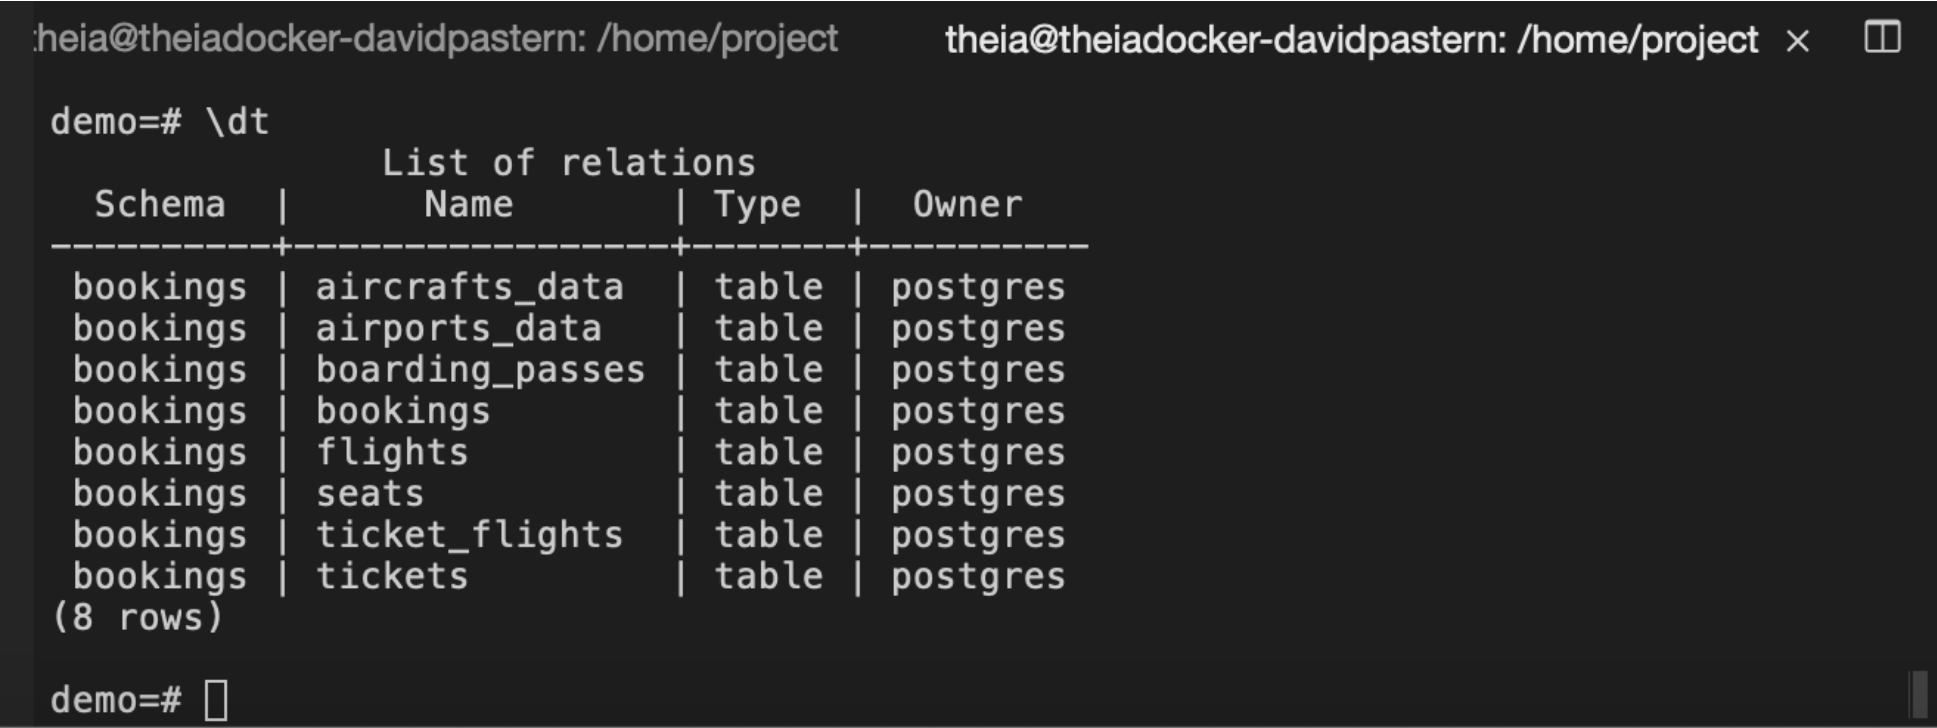 :heia@theiadocker-davidpastern: /home/project theia@theiadocker-davidpastern: /home/project ×
demo=# \dt
List of relations
Schema | Name | Type | Owner
----------+-----------------+-------+----------
bookings | aircrafts_data | table | postgres
bookings | airports_data | table | postgres
bookings | boarding_passes | table | postgres
bookings | bookings | table | postgres
bookings | flights | table | postgres
bookings | seats | table | postgres
bookings | ticket_flights | table | postgres
bookings | tickets | table | postgres
(8 rows)
demo=#